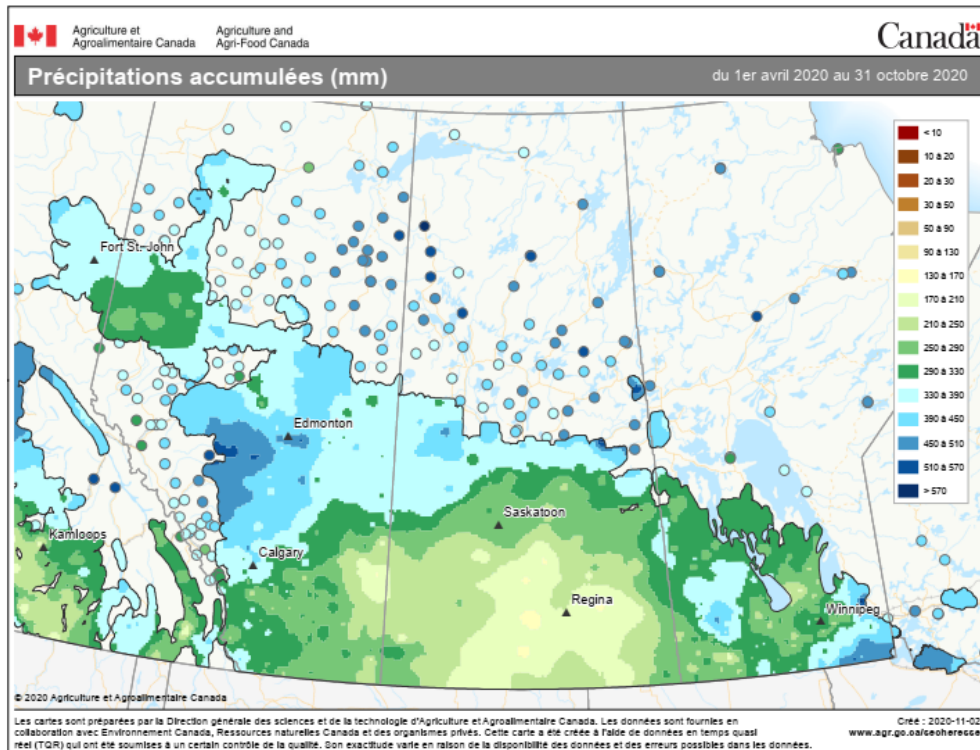 Agriculture et
Agroalimentaire Canada
Agriculture and
Agri-Food Canada
Canada
Précipitations accumulées (mm)
du 1er avril 2020 au 31 octobre 2020
< 10
10 à 20
20 à 30
30 à 50
50 à 90
90 à 130
130 à 170
170 à 210
210 à 250
250 à 290
290 à 330
330 à 390
390 à 450
450 à 510
510 à 570
> 570
Fort St. John
Edmonton
Saskatoon
Kamloops
Calgary
Regina
Winnipeg
© 2020 Agriculture et Agroalimentaire Canada
Les cartes sont préparées par la Direction générale des sciences et de la technologie d'Agriculture et Agroalimentaire Canada. Les données sont fournies en
collaboration avec Environnement Canada, Ressources naturelles Canada et des organismes privés. Cette carte a été créée à l'aide de données en temps quasi
réel (TQR) qui ont été soumises à un certain contrôle de la qualité. Son exactitude varie en raison de la disponibilité des données et des erreurs possibles dans les données.
Créé : 2020-11-02
www.agr.gc.ca/secheresse